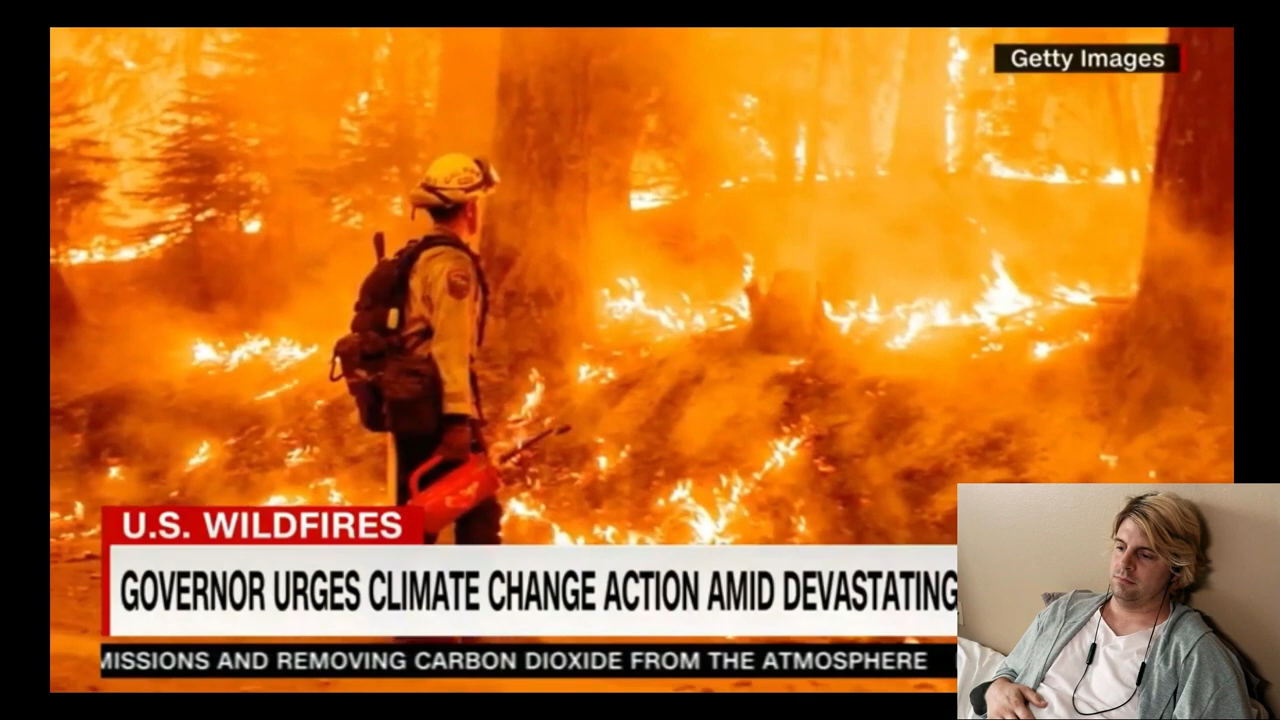 Getty Images
U.S. WILDFIRES
GOVERNOR URGES CLIMATE CHANGE ACTION AMID DEVASTATING
MISSIONS AND REMOVING CARBON DIOXIDE FROM THE ATMOSPHERE